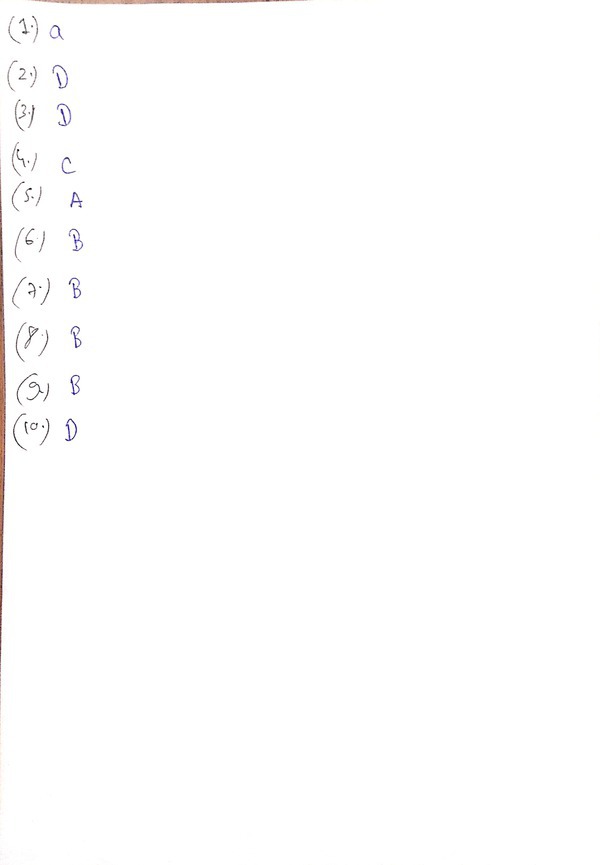 (1.) a
(2.) D
(3.) D
(4.) C
(5.) A
(6.) B
(7.) B
(8.) B
(9.) B
(10.) D